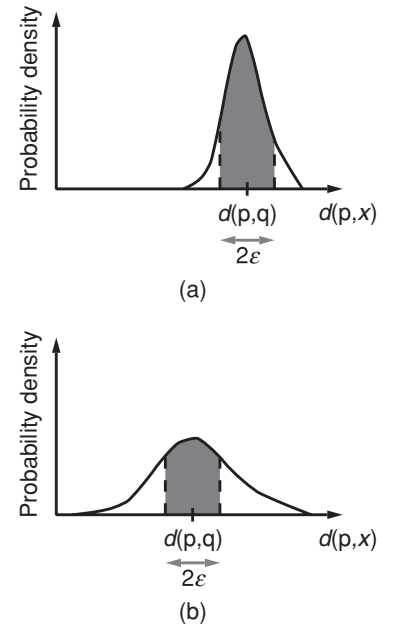 Probability density
d(p,q)
d(p,x)
2ε
(a)
Probability density
d(p,q)
d(p,x)
2ε
(b)